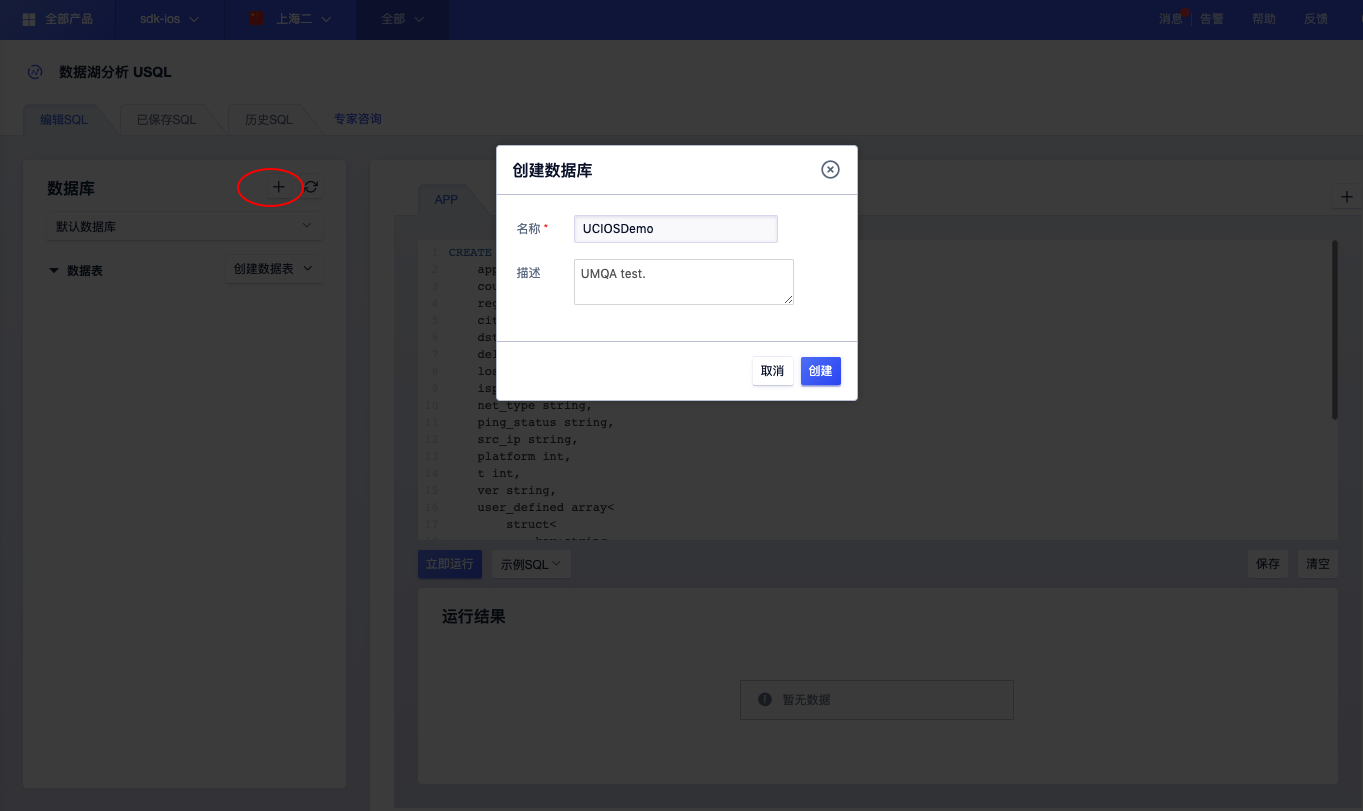 全部产品
sdk-ios
上海二
全部
消息
告警
帮助
反馈
数据湖分析 USQL
编辑SQL
已保存SQL
历史SQL
专家咨询
数据库
默认数据库
数据表
创建数据表
创建数据库
名称 *
UCIOSDemo
描述
UMQA test.
取消
创建
APP
1 CREATE
2 app
3 cou
4 reg
5 cit
6 dst
7 del
8 los
9 isp
10 net_type string,
11 ping_status string,
12 src_ip string,
13 platform int,
14 t int,
15 ver string,
16 user_defined array<
17 struct<
立即运行
示例SQL
保存
清空
运行结果
暂无数据